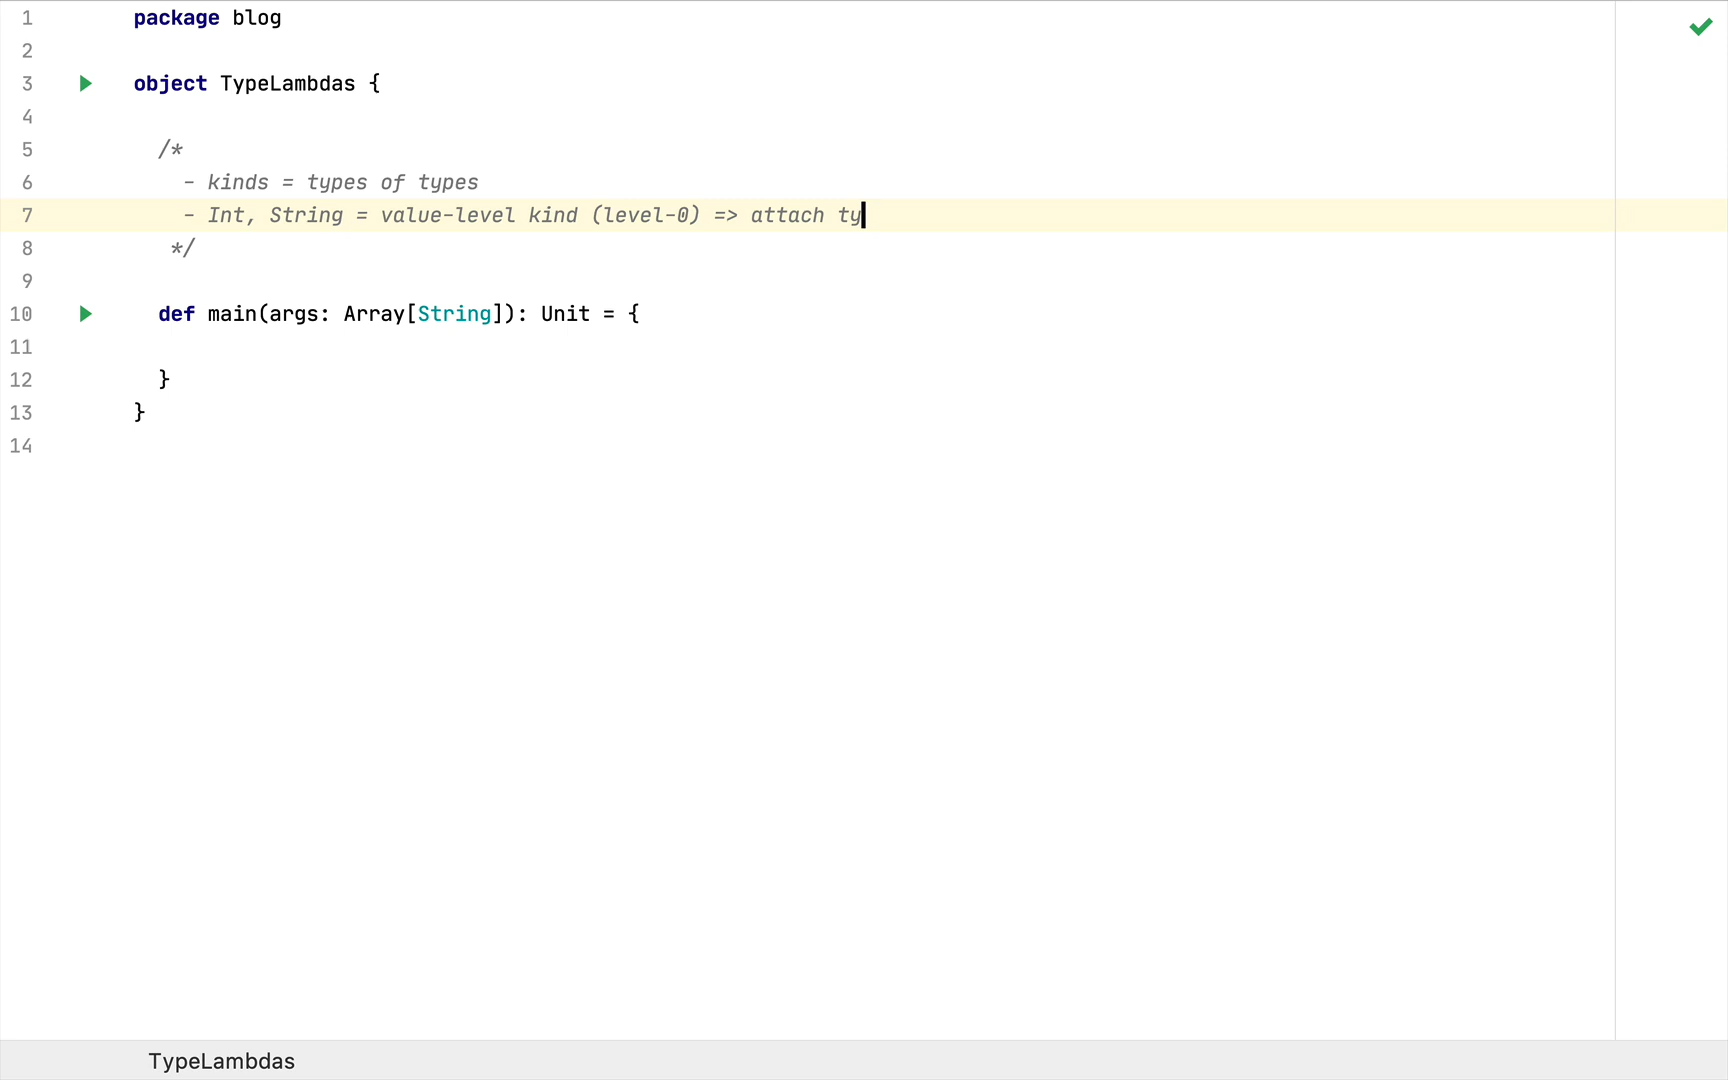 1 package blog
2
3 object TypeLambdas {
4
5 /*
6 - kinds = types of types
7 - Int, String = value-level kind (level-0) => attach ty
8 */
9
10 def main(args: Array[String]): Unit = {
11
12 }
13 }
14
TypeLambdas